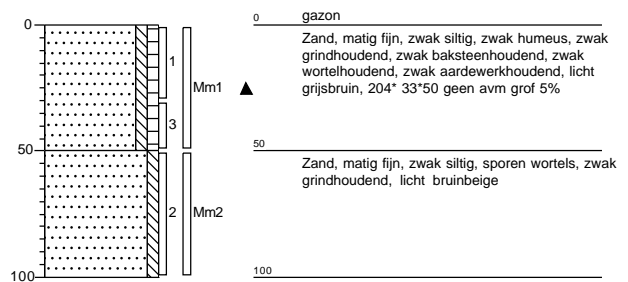 0
50
100
1
3
2
Mm1
Mm2
0 gazon
Zand, matig fijn, zwak siltig, zwak humeus, zwak
grindhoudend, zwak baksteenhoudend, zwak
wortelhoudend, zwak aardewerkhoudend, licht
grijsbruin, 204* 33*50 geen avm grof 5%
50
Zand, matig fijn, zwak siltig, sporen wortels, zwak
grindhoudend, licht bruinbeige
100